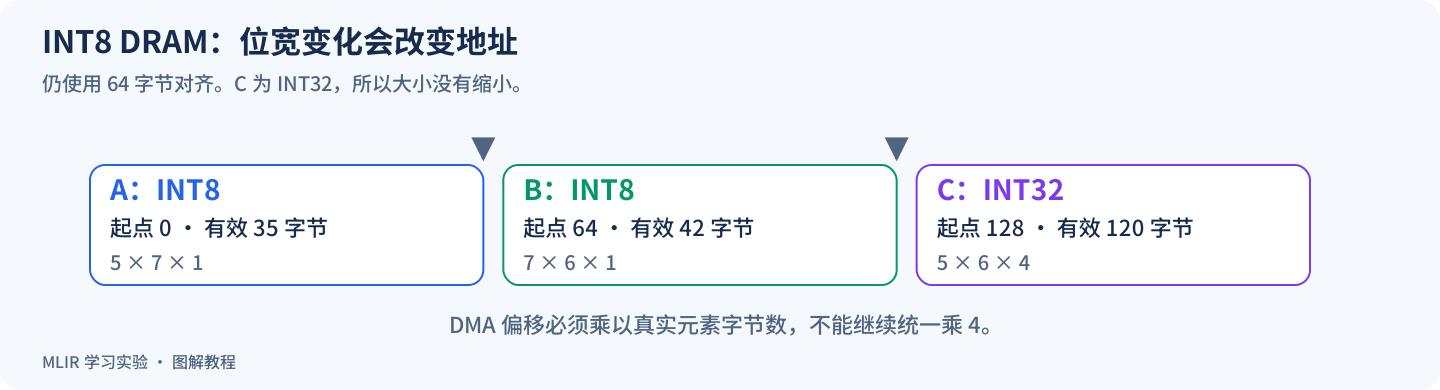 INT8 DRAM：位宽变化会改变地址
仍使用 64 字节对齐。C 为 INT32，所以大小没有缩小。
A：INT8
起点 0 · 有效 35 字节
5 × 7 × 1
B：INT8
起点 64 · 有效 42 字节
7 × 6 × 1
C：INT32
起点 128 · 有效 120 字节
5 × 6 × 4
DMA 偏移必须乘以真实元素字节数，不能继续统一乘 4。
MLIR 学习实验 · 图解教程